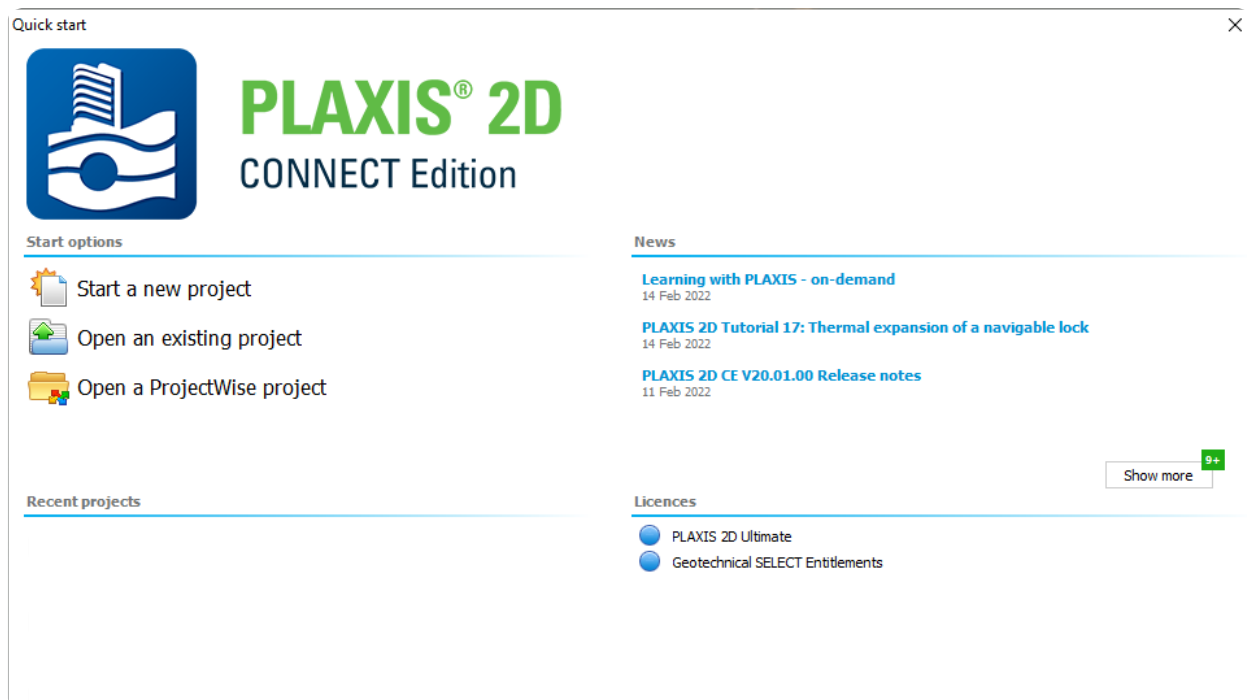 Quick start
PLAXIS® 2D
CONNECT Edition
Start options
Start a new project
Open an existing project
Open a ProjectWise project
News
Learning with PLAXIS - on-demand
14 Feb 2022
PLAXIS 2D Tutorial 17: Thermal expansion of a navigable lock
14 Feb 2022
PLAXIS 2D CE V20.01.00 Release notes
11 Feb 2022
9+
Show more
Recent projects
Licences
PLAXIS 2D Ultimate
Geotechnical SELECT Entitlements